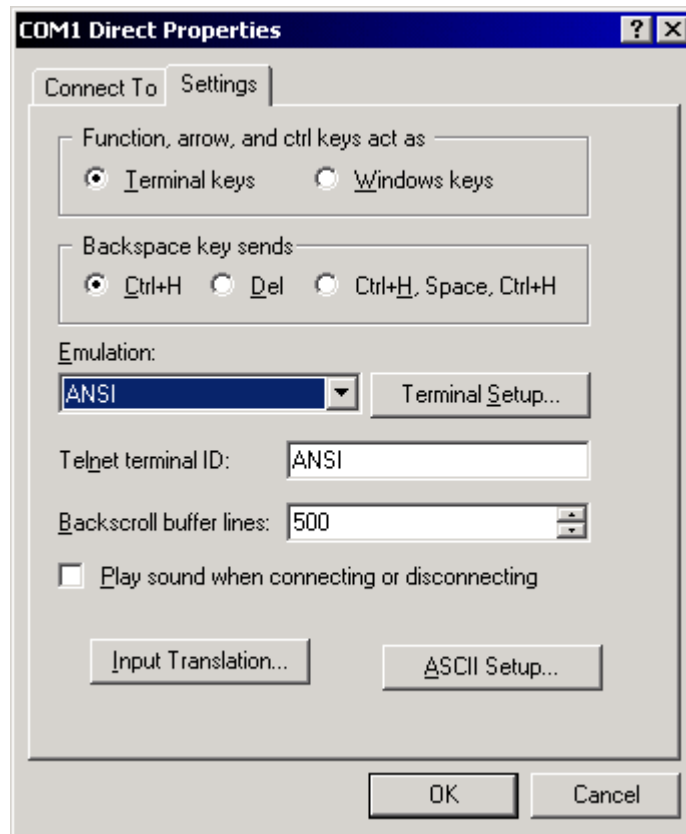 COM1 Direct Properties
Connect To Settings
Function, arrow, and ctrl keys act as
Terminal keys Windows keys
Backspace key sends
Ctrl+H Del Ctrl+H, Space, Ctrl+H
Emulation:
ANSI Terminal Setup...
Telnet terminal ID: ANSI
Backscroll buffer lines: 500
Play sound when connecting or disconnecting
Input Translation... ASCII Setup...
OK Cancel